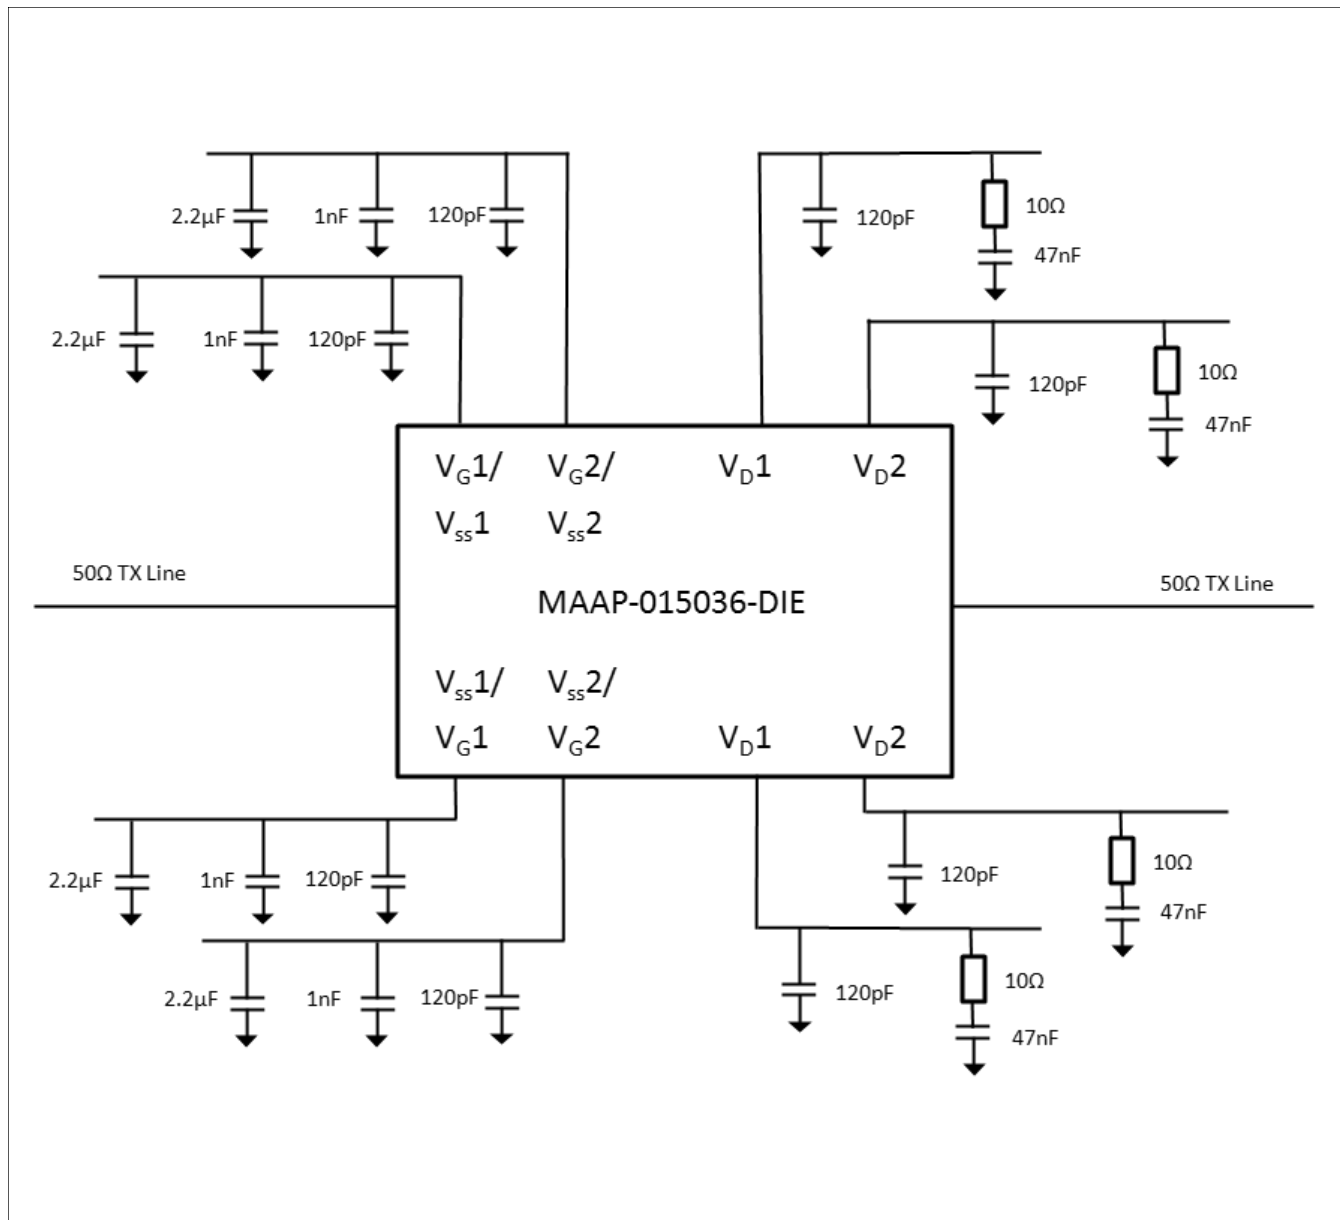 2.2µF 1nF 120pF
120pF
10Ω
47nF
2.2µF 1nF 120pF
120pF
10Ω
47nF
VG1/ VG2/ VD1 VD2
Vss1 Vss2
50Ω TX Line
50Ω TX Line
MAAP-015036-DIE
Vss1/ Vss2/
VG1 VG2 VD1 VD2
2.2µF 1nF 120pF
120pF
10Ω
47nF
2.2µF 1nF 120pF
120pF
10Ω
47nF